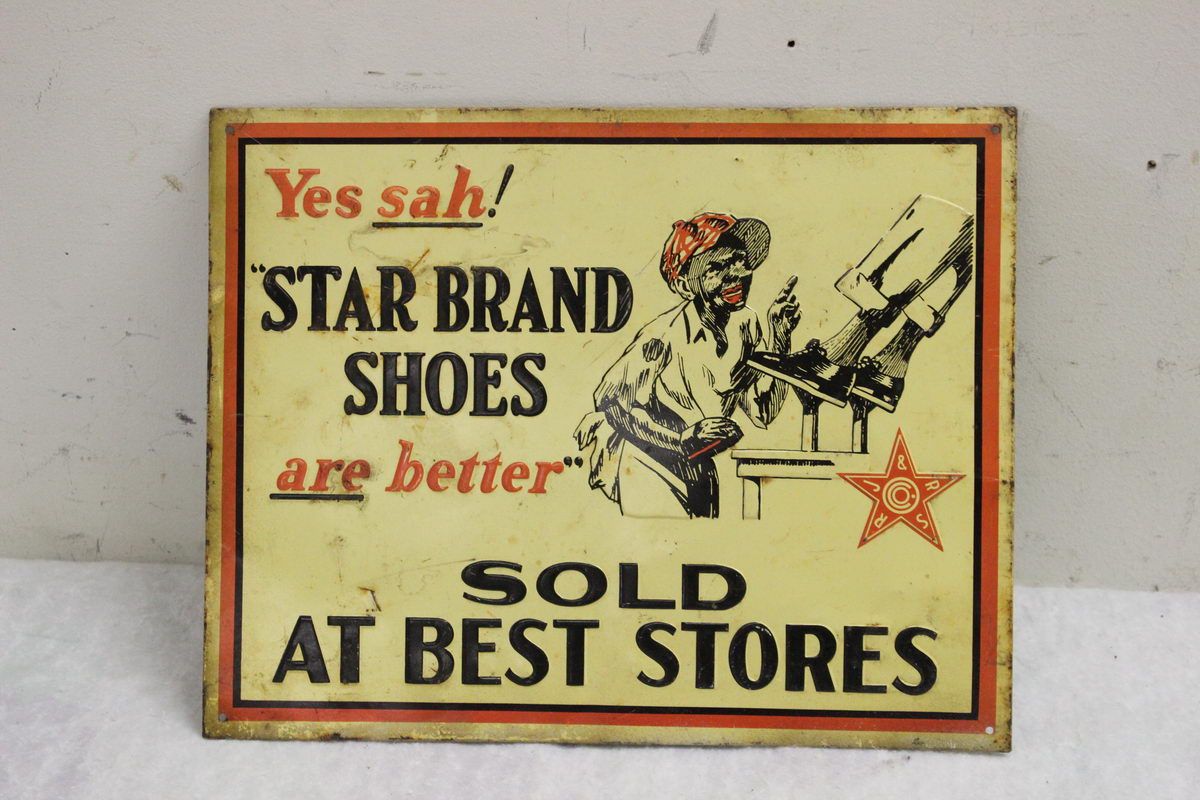 Yes sah!
"STAR BRAND
SHOES
are better"
R & J R S
SOLD
AT BEST STORES